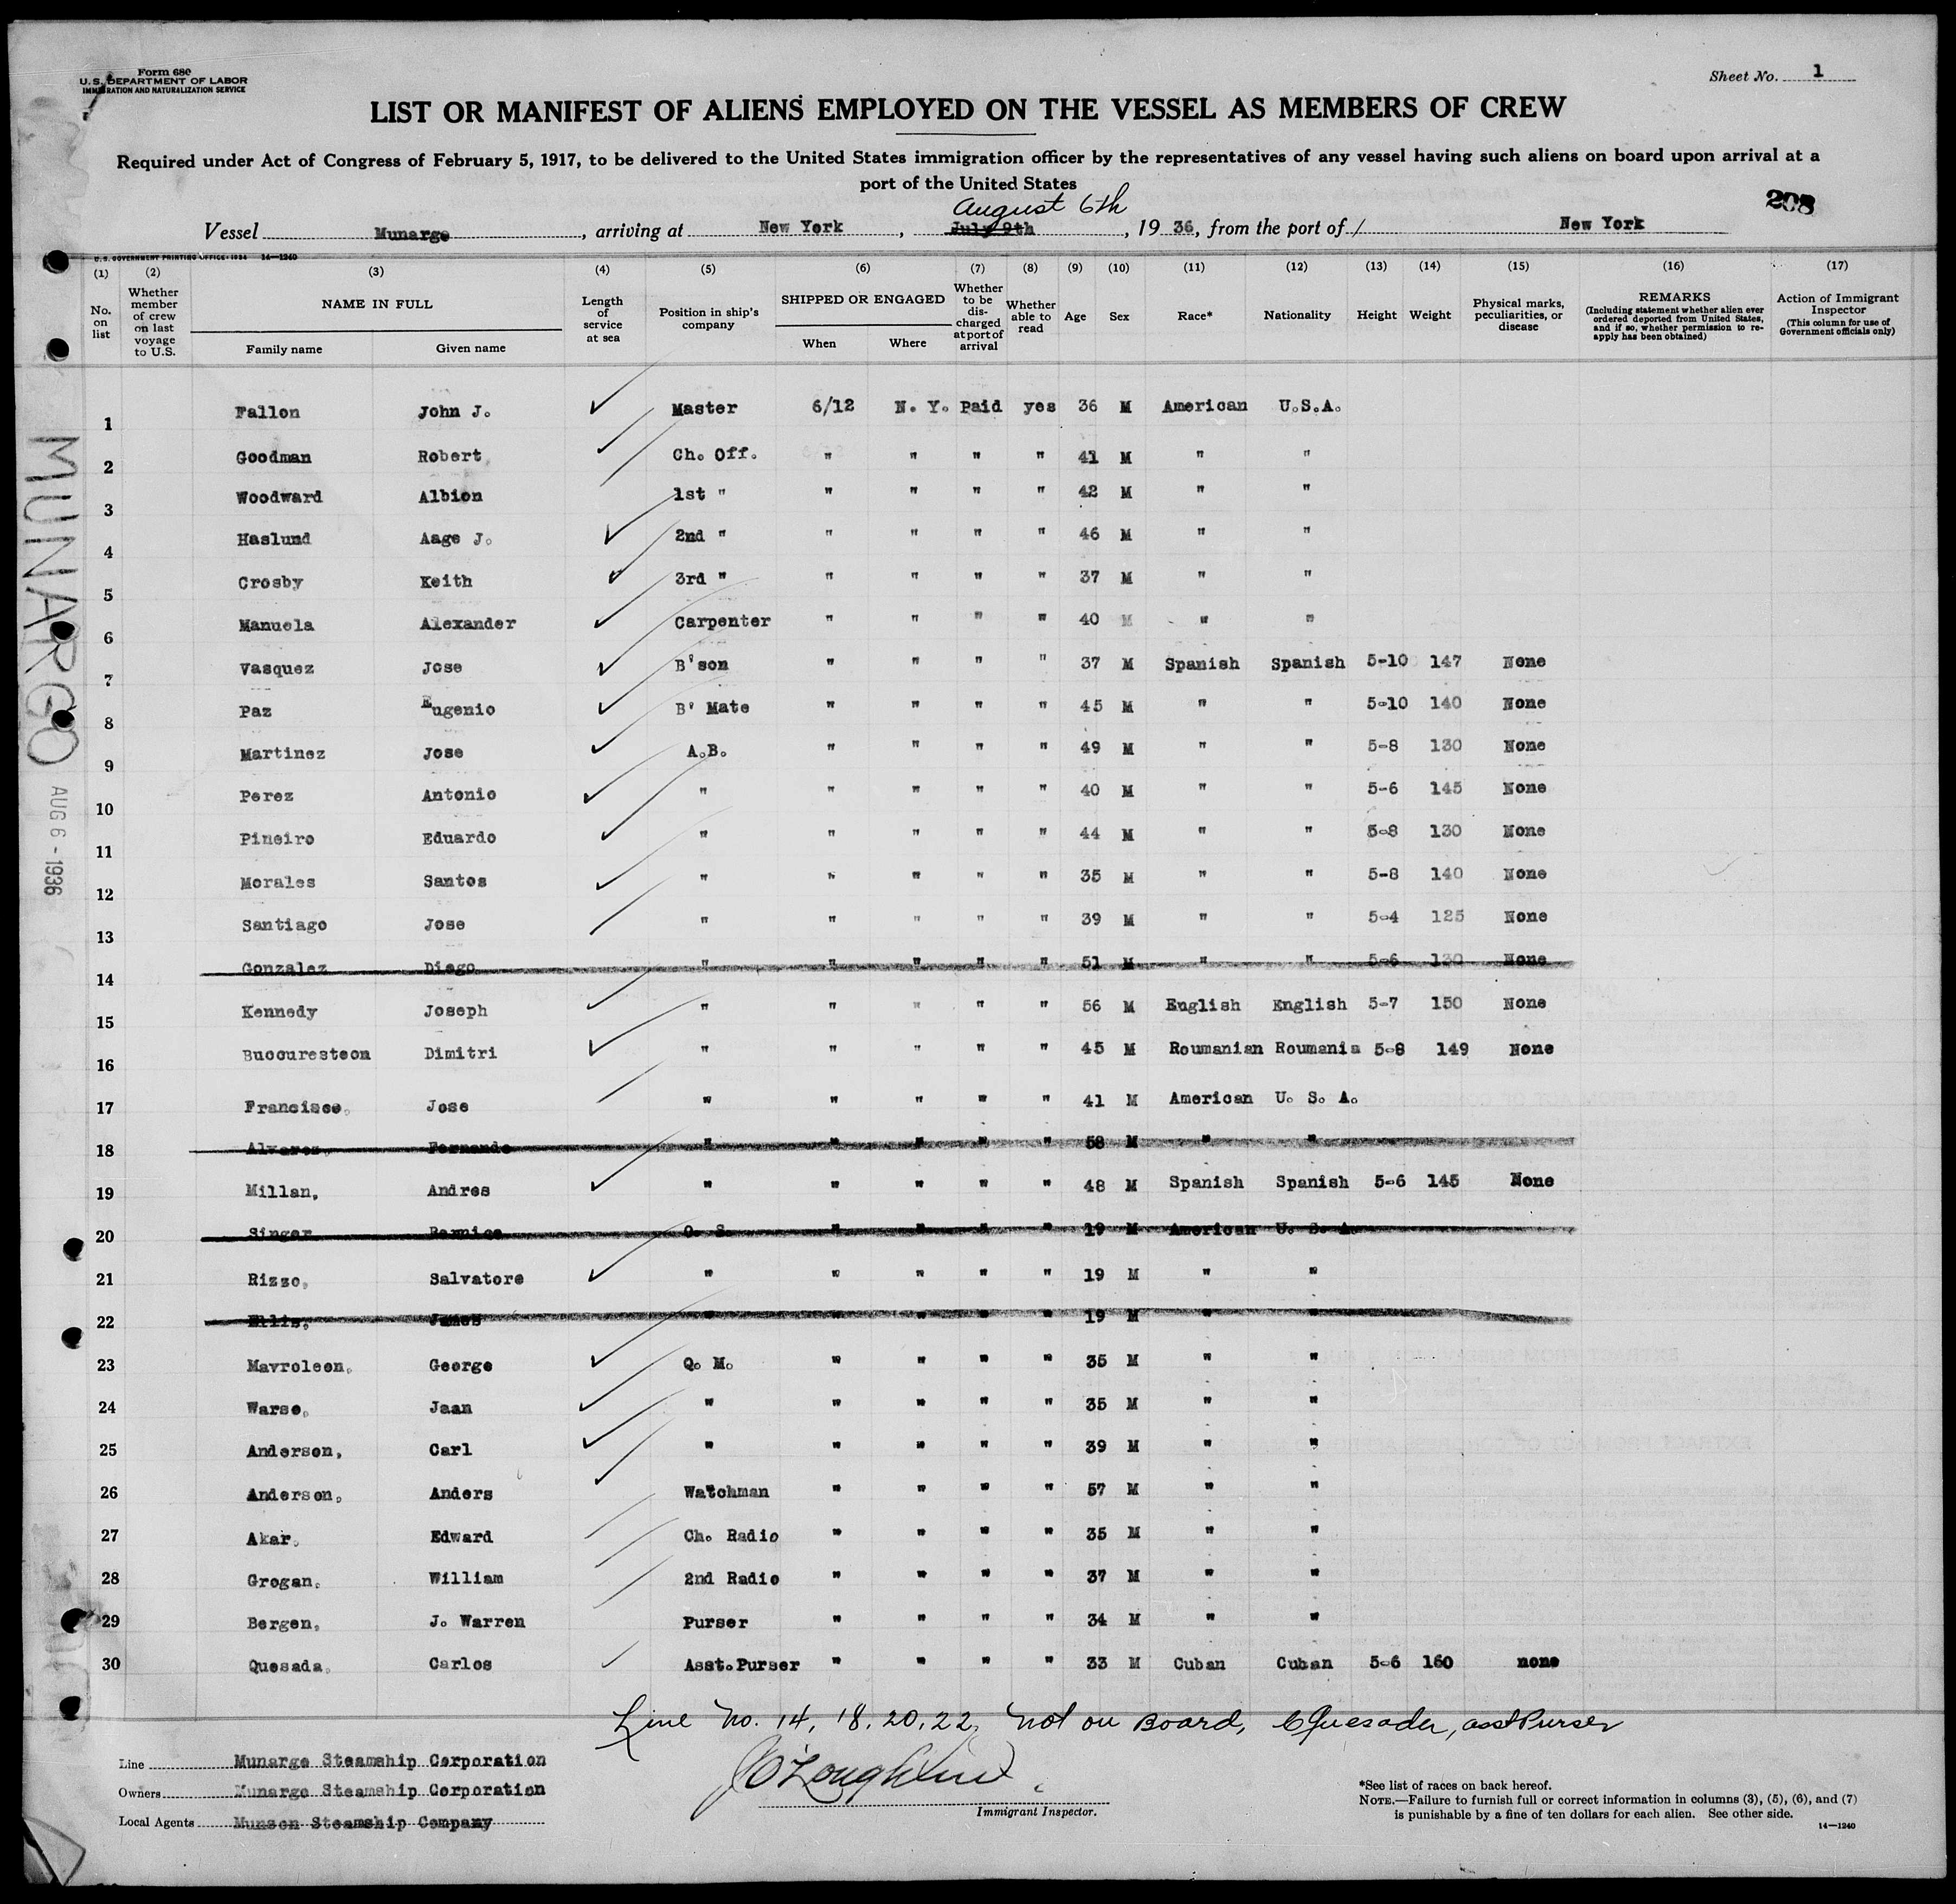 Form 680
U. S. DEPARTMENT OF LABOR
IMMIGRATION AND NATURALIZATION SERVICE
Sheet No. 1
LIST OR MANIFEST OF ALIENS EMPLOYED ON THE VESSEL AS MEMBERS OF CREW
Required under Act of Congress of February 5, 1917, to be delivered to the United States immigration officer by the representatives of any vessel having such aliens on board upon arrival at a
port of the United States
208
August 6th
Vessel Munargo, arriving at New York, July 9th, 1936, from the port of / New York
U. S. GOVERNMENT PRINTING OFFICE: 1934 14—1240
(1) (2) (3) (4) (5) (6) (7) (8) (9) (10) (11) (12) (13) (14) (15) (16) (17)
No. on list
Whether member of crew on last voyage to U.S.
NAME IN FULL
Family name Given name
Length of service at sea
Position in ship's company
SHIPPED OR ENGAGED
When Where
Whether to be discharged at port of arrival
Whether able to read
Age Sex Race* Nationality Height Weight
Physical marks, peculiarities, or disease
REMARKS
(Including statement whether alien ever ordered deported from United States, and if so, whether permission to reapply has been obtained)
Action of Immigrant Inspector
(This column for use of Government officials only)
1 Fallon John J. Master 6/12 N. Y. Paid yes 36 M American U.S.A.
2 Goodman Robert Ch. Off. " " " " 41 M " "
3 Woodward Albion 1st " " " " " 42 M " "
4 Haslund Aage J. 2nd " " " " " 46 M " "
5 Crosby Keith 3rd " " " " " 37 M " "
6 Manuela Alexander Carpenter " " " " 40 M " "
7 Vasquez Jose B'son " " " " 37 M Spanish Spanish 5-10 147 None
8 Paz Eugenio B' Mate " " " " 45 M " " 5-10 140 None
9 Martinez Jose A.B. " " " " 49 M " " 5-8 130 None
10 Perez Antonio " " " " " 40 M " " 5-6 145 None
11 Pineiro Eduardo " " " " " 44 M " " 5-8 130 None
12 Morales Santos " " " " " 35 M " " 5-8 140 None
13 Santiago Jose " " " " " 39 M " " 5-4 125 None
14 Gonzalez Diego " " " " " 51 M " " 5-6 130 None
15 Kennedy Joseph " " " " " 56 M English English 5-7 150 None
16 Buccuresteon Dimitri " " " " " 45 M Roumanian Roumania 5-8 149 None
17 Francisco, Jose " " " " " 41 M American U. S. A.
18 Alvarez, Fernando " " " " " 58 M " "
19 Millan, Andres " " " " " 48 M Spanish Spanish 5-6 145 None
20 Singer Bernice O. S. " " " " 19 M American U. S. A.
21 Rizzo, Salvatore " " " " " 19 M " "
22 Ellis, James " " " " " 19 M " "
23 Mavroleon, George Q. M. " " " " 35 M " "
24 Warse, Jaan " " " " " 35 M " "
25 Anderson, Carl " " " " " 39 M " "
26 Anderson, Anders Watchman " " " " 57 M " "
27 Akar, Edward Ch. Radio " " " " 35 M " "
28 Grogan, William 2nd Radio " " " " 37 M " "
29 Bergen, J. Warren Purser " " " " 34 M " "
30 Quesada, Carlos Asst.Purser " " " " 33 M Cuban Cuban 5-6 160 none
MUNARGO
AUG 6 - 1936
Line No. 14, 18, 20, 22, not on Board, C Quesada, asst Purser
Line Munargo Steamship Corporation
Owners Munargo Steamship Corporation
Local Agents Munson Steamship Company
J O'Loughlin
Immigrant Inspector.
*See list of races on back hereof.
NOTE.—Failure to furnish full or correct information in columns (3), (5), (6), and (7)
is punishable by a fine of ten dollars for each alien. See other side.
14—1240